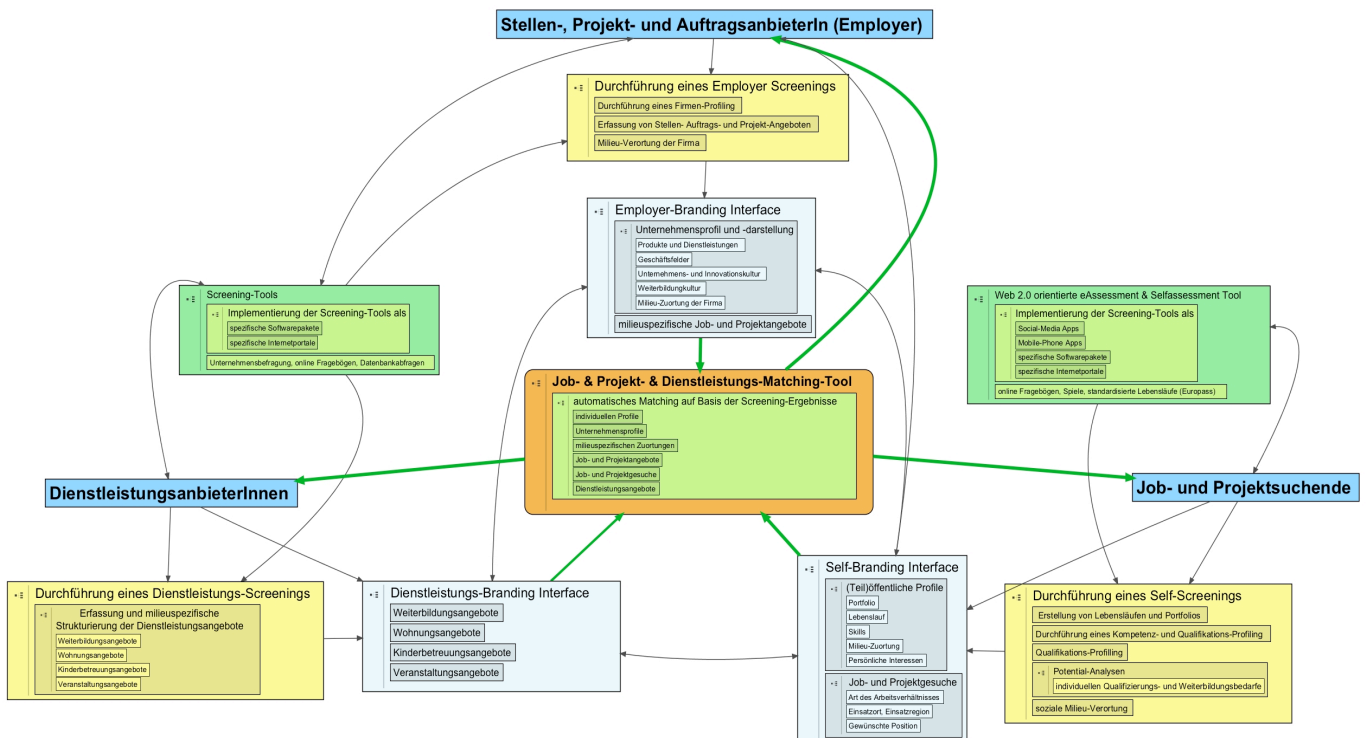 Stellen-, Projekt- und AuftragsanbieterIn (Employer)
Durchführung eines Employer Screenings
Durchführung eines Firmen-Profiling
Erfassung von Stellen- Auftrags- und Projekt-Angeboten
Milieu-Verortung der Firma
Employer-Branding Interface
Unternehmensprofil und -darstellung
Produkte und Dienstleistungen
Geschäftsfelder
Unternehmens- und Innovationskultur
Weiterbildungkultur
Milieu-Zuortung der Firma
milieuspezifische Job- und Projektangebote
Screening-Tools
Implementierung der Screening-Tools als
spezifische Softwarepakete
spezifische Internetportale
Unternehmensbefragung, online Fragebögen, Datenbankabfragen
Web 2.0 orientierte eAssessment & Selfassessment Tool
Implementierung der Screening-Tools als
Social-Media Apps
Mobile-Phone Apps
spezifische Softwarepakete
spezifische Internetportale
online Fragebögen, Spiele, standardisierte Lebensläufe (Europass)
Job- & Projekt- & Dienstleistungs-Matching-Tool
automatisches Matching auf Basis der Screening-Ergebnisse
individuellen Profile
Unternehmensprofile
milieuspezifischen Zuortungen
Job- und Projektangebote
Job- und Projektgesuche
Dienstleistungsangebote
DienstleistungsanbieterInnen
Job- und Projektsuchende
Durchführung eines Dienstleistungs-Screenings
Erfassung und milieuspezifische
Strukturierung der Dienstleistungsangebote
Weiterbildungsangebote
Wohnungsangebote
Kinderbetreuungsangebote
Veranstaltungsangebote
Dienstleistungs-Branding Interface
Weiterbildungsangebote
Wohnungsangebote
Kinderbetreuungsangebote
Veranstaltungsangebote
Self-Branding Interface
(Teil)öffentliche Profile
Portfolio
Lebenslauf
Skills
Milieu-Zuortung
Persönliche Interessen
Job- und Projektgesuche
Art des Arbeitsverhältnisses
Einsatzort, Einsatzregion
Gewünschte Position
Durchführung eines Self-Screenings
Erstellung von Lebensläufen und Portfolios
Durchführung eines Kompetenz- und Qualifikations-Profiling
Qualifikations-Profilling
Potential-Analysen
individuellen Qualifizierungs- und Weiterbildungsbedarfe
soziale Milieu-Verortung